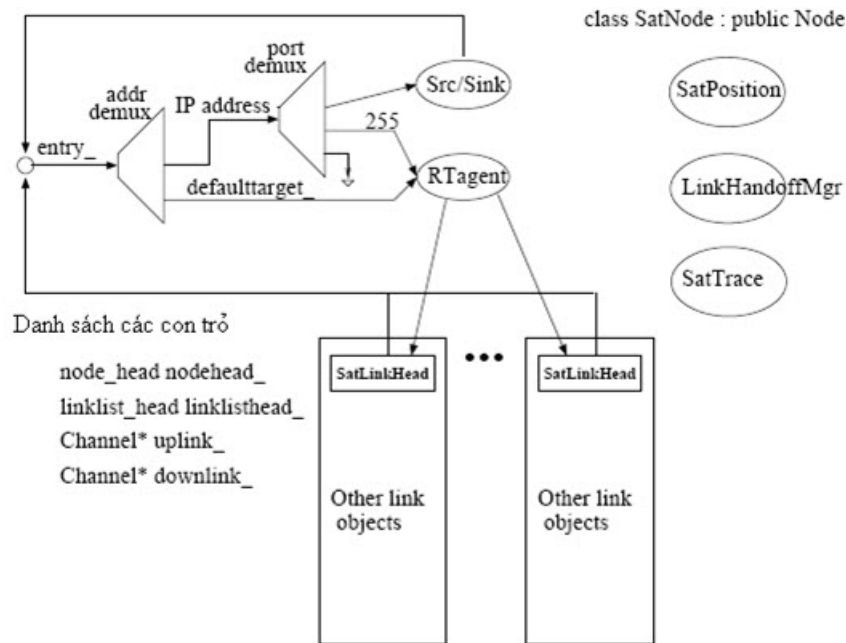 class SatNode : public Node
port
demux
addr
demux
IP address
Src/Sink
SatPosition
255
entry_
RTagent
defaulttarget_
LinkHandoffMgr
SatTrace
Danh sách các con trỏ
node_head nodehead_
linklist_head linklisthead_
Channel* uplink_
Channel* downlink_
SatLinkHead
•••
SatLinkHead
Other link
objects
Other link
objects